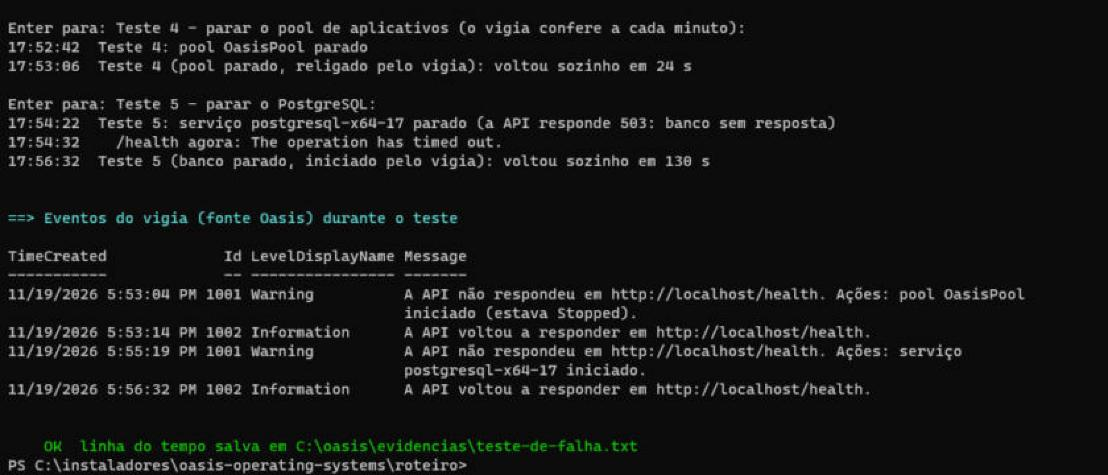 Enter para: Teste 4 - parar o pool de aplicativos (o vigia confere a cada minuto):
17:52:42  Teste 4: pool OasisPool parado
17:53:06  Teste 4 (pool parado, religado pelo vigia): voltou sozinho em 24 s
Enter para: Teste 5 - parar o PostgreSQL:
17:54:22  Teste 5: serviço postgresql-x64-17 parado (a API responde 503: banco sem resposta)
17:54:32    /health agora: The operation has timed out.
17:56:32  Teste 5 (banco parado, iniciado pelo vigia): voltou sozinho em 130 s
==> Eventos do vigia (fonte Oasis) durante o teste
TimeCreated             Id LevelDisplayName Message
-----------             -- ---------------- -------
11/19/2026 5:53:04 PM 1001 Warning          A API não respondeu em http://localhost/health. Ações: pool OasisPool
                                            iniciado (estava Stopped).
11/19/2026 5:53:14 PM 1002 Information      A API voltou a responder em http://localhost/health.
11/19/2026 5:55:19 PM 1001 Warning          A API não respondeu em http://localhost/health. Ações: serviço
                                            postgresql-x64-17 iniciado.
11/19/2026 5:56:32 PM 1002 Information      A API voltou a responder em http://localhost/health.
    OK  linha do tempo salva em C:\oasis\evidencias\teste-de-falha.txt
PS C:\instaladores\oasis-operating-systems\roteiro>